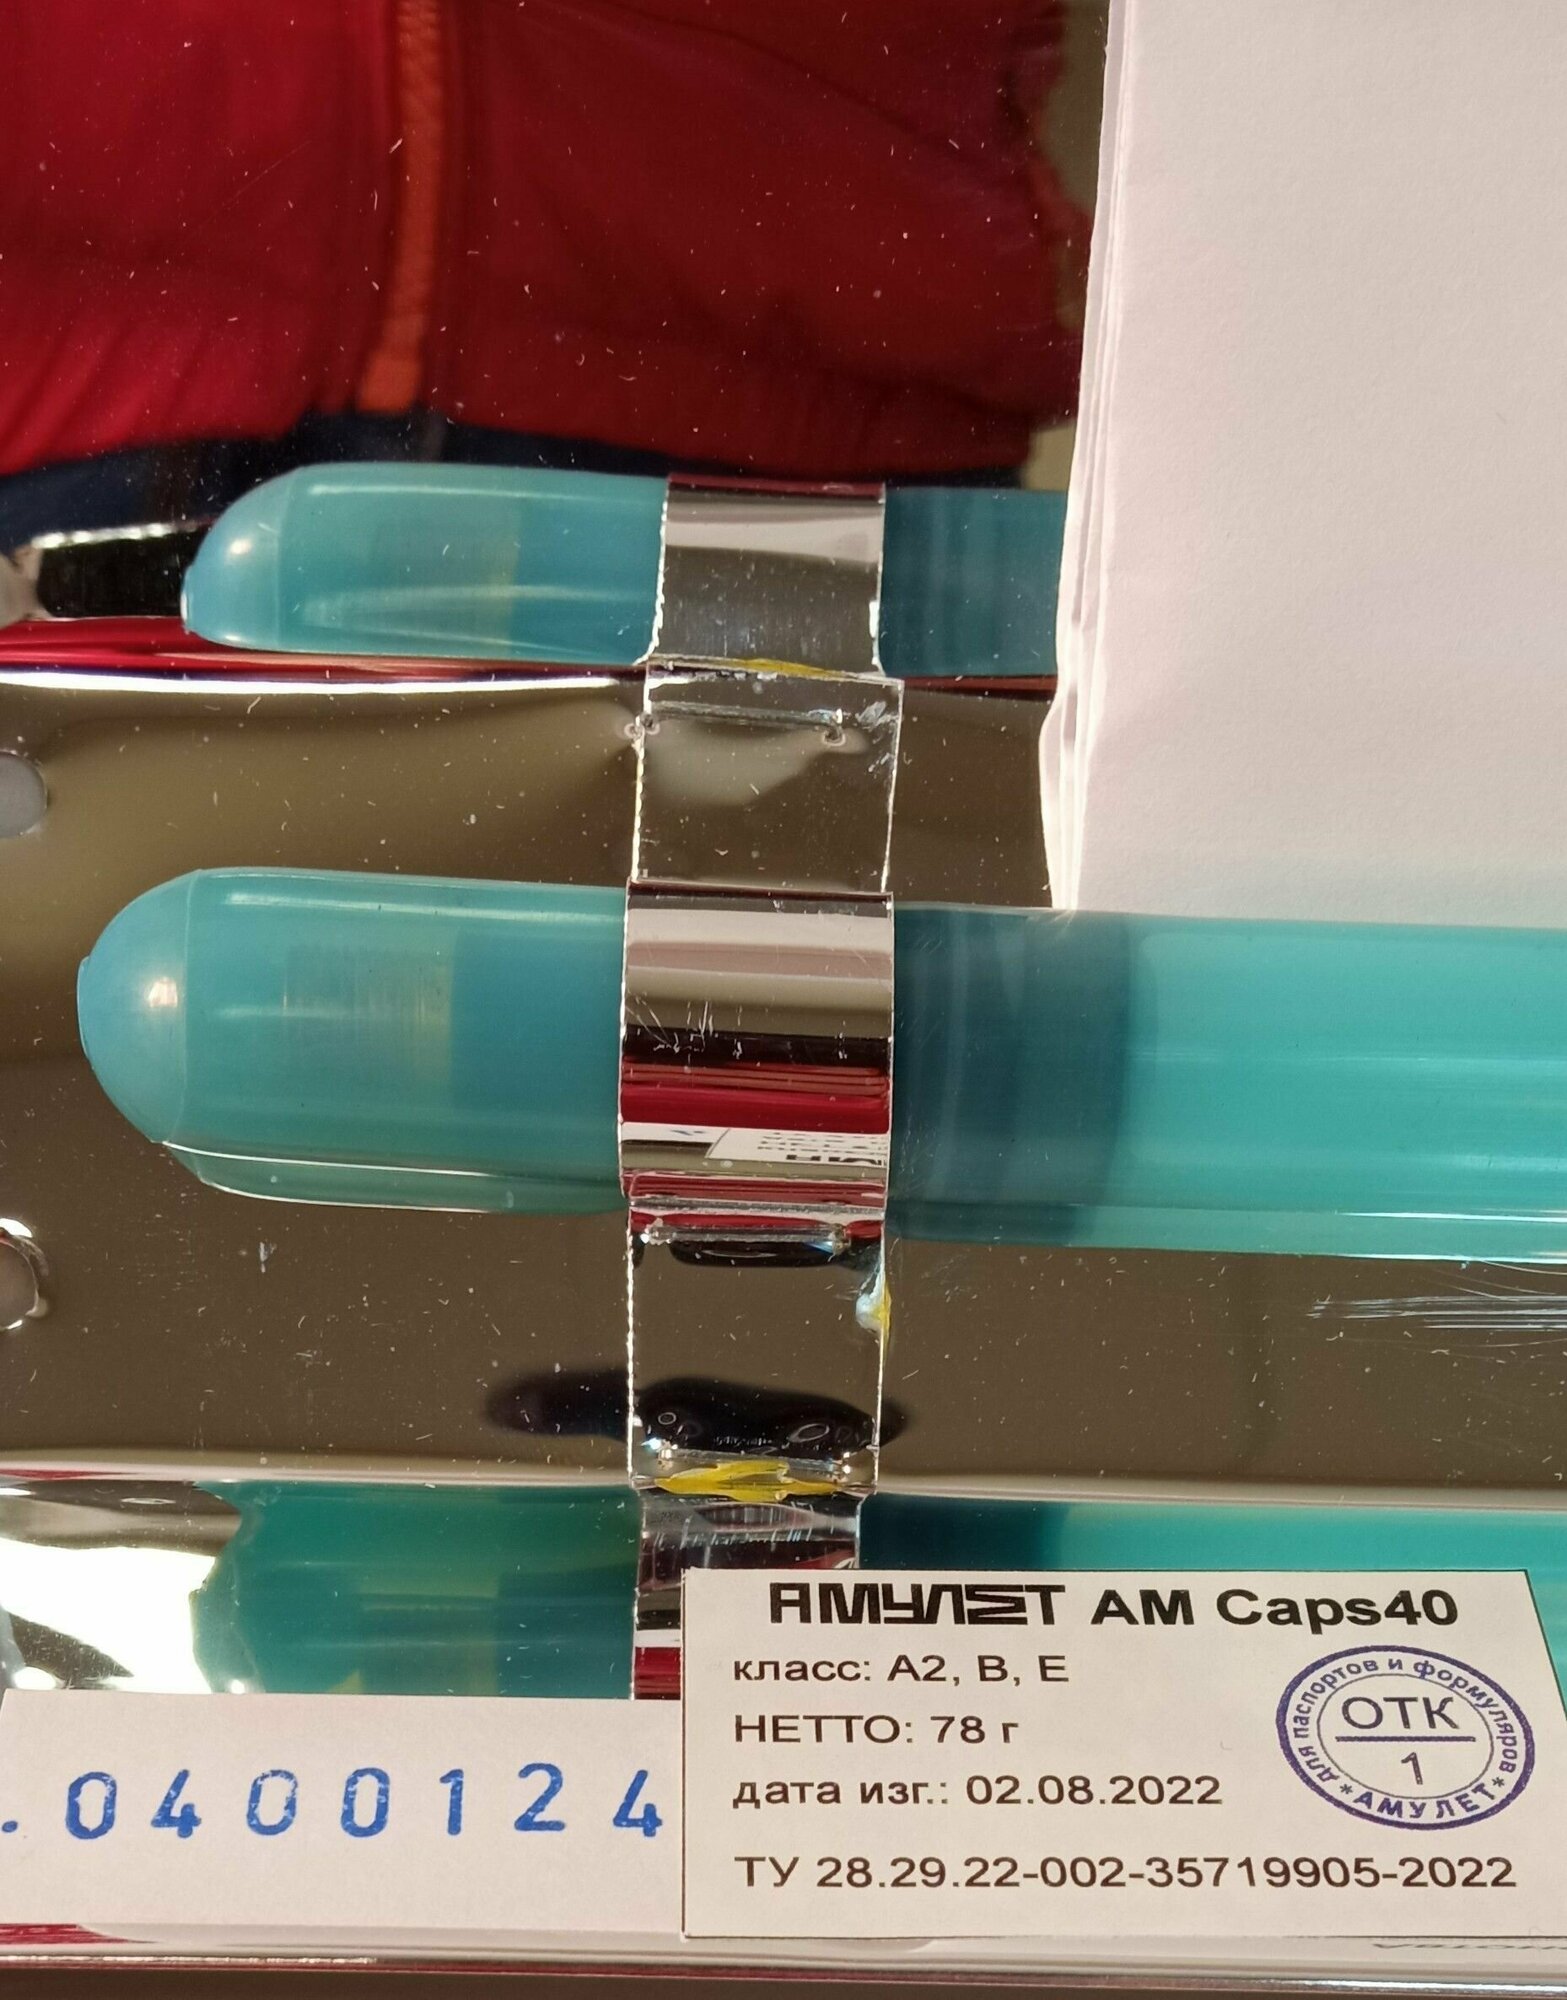 АМУЛЕТ AM Caps40
класс: A2, B, E
НЕТТО: 78 г
дата изг.: 02.08.2022
ТУ 28.29.22-002-35719905-2022
для паспортов и формуляров
ОТК
1
*АМУЛЕТ*
.0400124